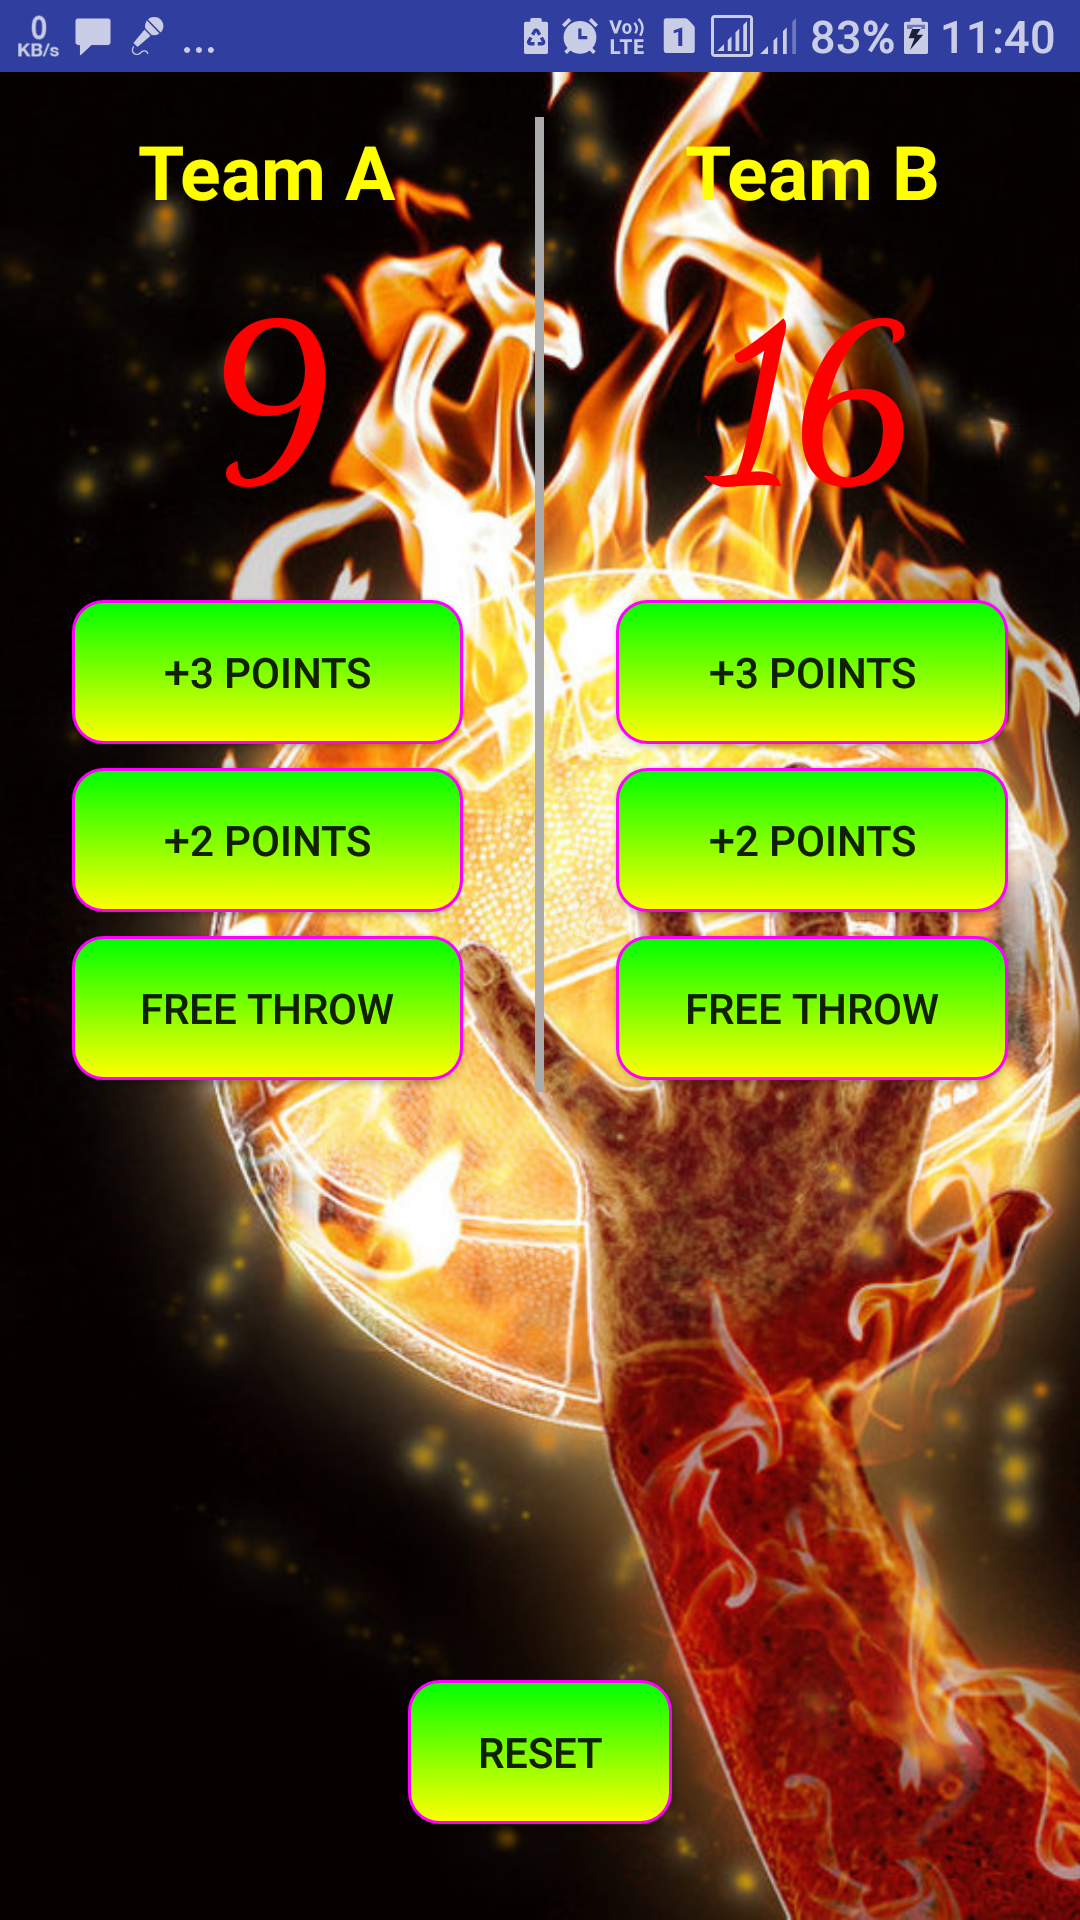 0 KB/s ... Vo)) LTE 1 83% 11:40
Team A Team B
9 16
+3 POINTS +3 POINTS
+2 POINTS +2 POINTS
FREE THROW FREE THROW
RESET